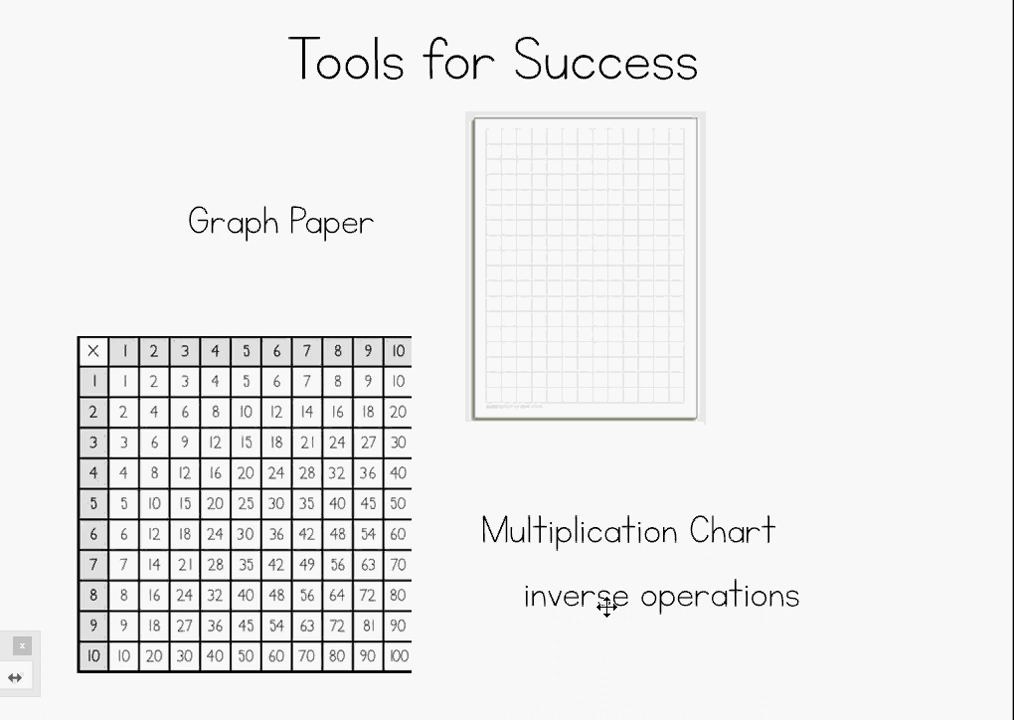 Tools for Success
Graph Paper
X 1 2 3 4 5 6 7 8 9 10
1 1 2 3 4 5 6 7 8 9 10
2 2 4 6 8 10 12 14 16 18 20
3 3 6 9 12 15 18 21 24 27 30
4 4 8 12 16 20 24 28 32 36 40
5 5 10 15 20 25 30 35 40 45 50
6 6 12 18 24 30 36 42 48 54 60
7 7 14 21 28 35 42 49 56 63 70
8 8 16 24 32 40 48 56 64 72 80
9 9 18 27 36 45 54 63 72 81 90
10 10 20 30 40 50 60 70 80 90 100
Multiplication Chart
inverse operations
x